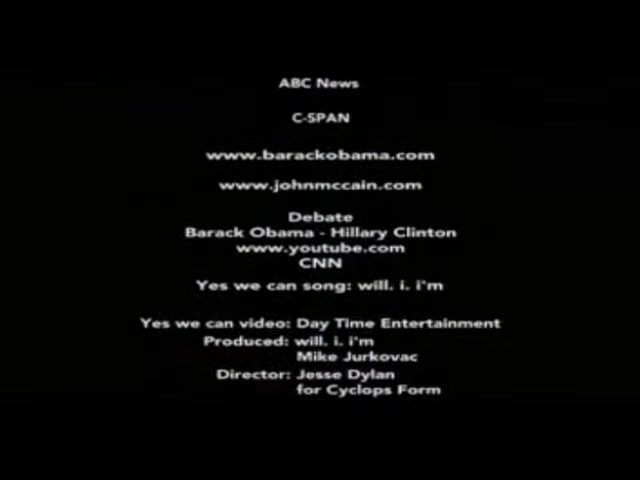 ABC News
C-SPAN
www.barackobama.com
www.johnmccain.com
Debate
Barack Obama - Hillary Clinton
www.youtube.com
CNN
Yes we can song: will. i. i'm
Yes we can video: Day Time Entertainment
Produced: will. i. i'm
Mike Jurkovac
Director: Jesse Dylan
for Cyclops Form